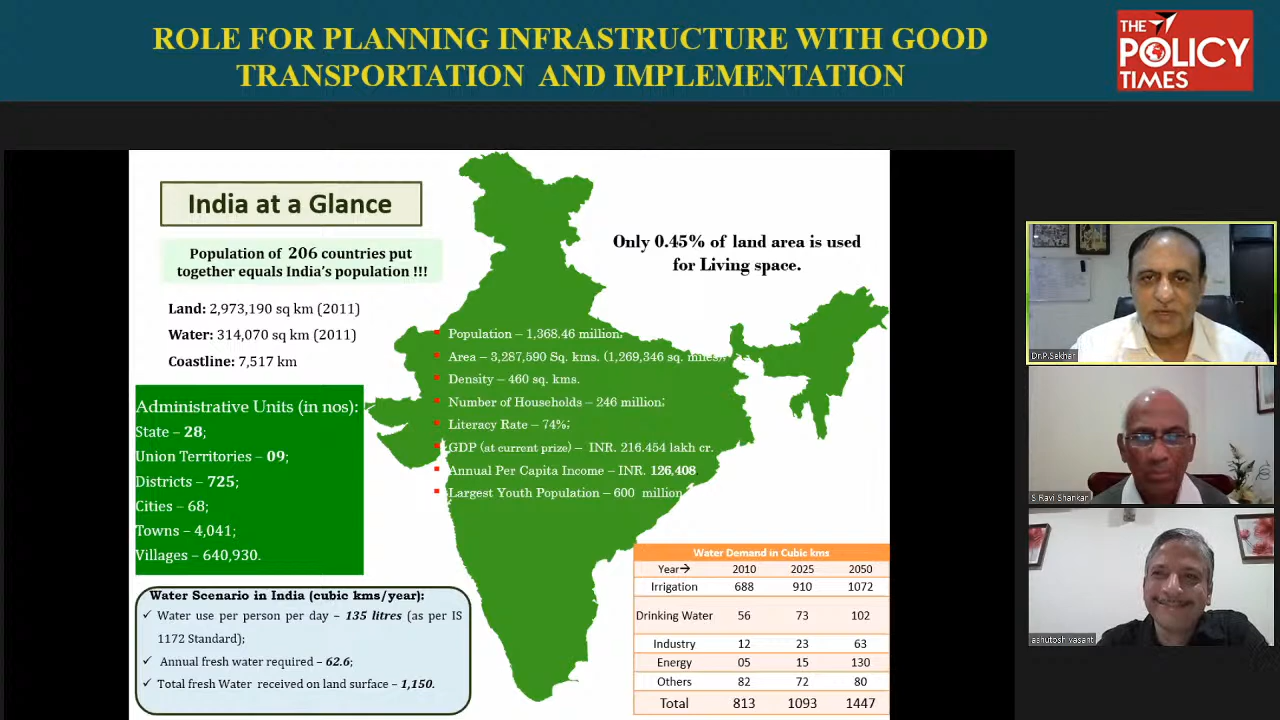 ROLE FOR PLANNING INFRASTRUCTURE WITH GOOD
TRANSPORTATION AND IMPLEMENTATION
THE
POLICY
TIMES
India at a Glance
Population of 206 countries put
together equals India's population !!!
Land: 2,973,190 sq km (2011)
Water: 314,070 sq km (2011)
Coastline: 7,517 km
Only 0.45% of land area is used
for Living space.
Population – 1,368.46 million;
Area – 3,287,590 Sq. kms. (1,269,346 sq. miles);
Density – 460 sq. kms.
Number of Households – 246 million;
Literacy Rate – 74%;
GDP (at current prize) – INR. 216.454 lakh cr.
Annual Per Capita Income – INR. 126,408
Largest Youth Population – 600 million
Administrative Units (in nos):
State – 28;
Union Territories – 09;
Districts – 725;
Cities – 68;
Towns – 4,041;
Villages – 640,930.
Water Scenario in India (cubic kms/year):
✓ Water use per person per day – 135 litres (as per IS
1172 Standard);
✓ Annual fresh water required – 62.6;
✓ Total fresh Water received on land surface – 1,150.
Water Demand in Cubic kms
Year→ 2010 2025 2050
Irrigation 688 910 1072
Drinking Water 56 73 102
Industry 12 23 63
Energy 05 15 130
Others 82 72 80
Total 813 1093 1447
Dr.P.Sekhar
S Ravi Shankar
ashutosh vasant